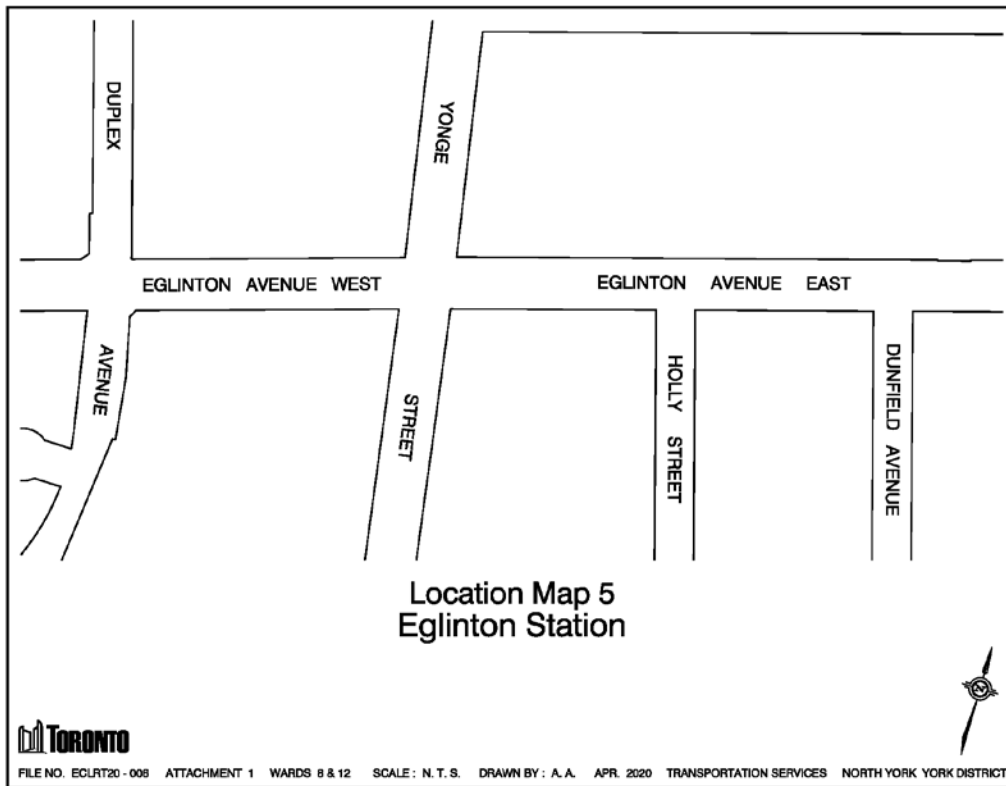 DUPLEX
YONGE
EGLINTON AVENUE WEST
EGLINTON AVENUE EAST
AVENUE
STREET
HOLLY STREET
DUNFIELD AVENUE
Location Map 5
Eglinton Station
N
TORONTO
FILE NO. ECLRT20 - 008 ATTACHMENT 1 WARDS 8 & 12 SCALE : N. T. S. DRAWN BY : A. A. APR. 2020 TRANSPORTATION SERVICES NORTH YORK YORK DISTRICT